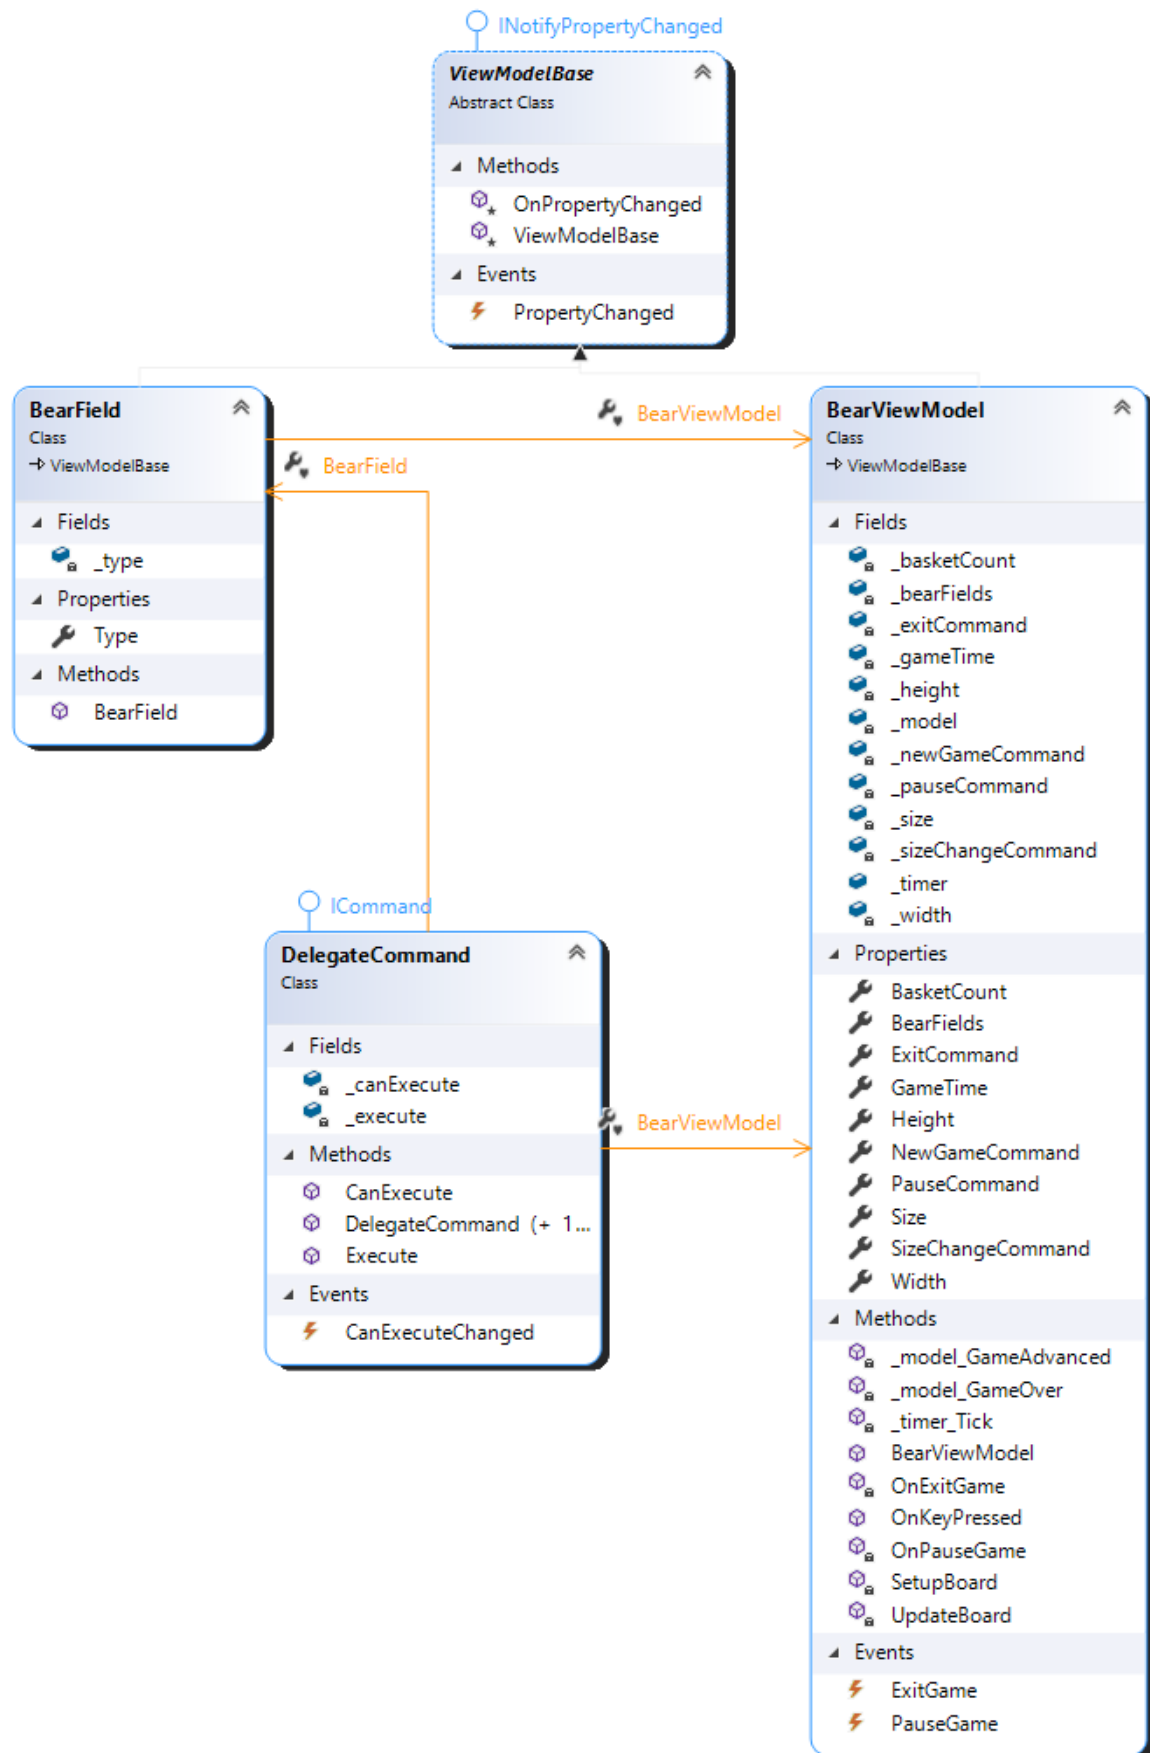 INotifyPropertyChanged
ViewModelBase
Abstract Class
Methods
OnPropertyChanged
ViewModelBase
Events
PropertyChanged
BearField
Class
ViewModelBase
Fields
_type
Properties
Type
Methods
BearField
BearViewModel
BearField
ICommand
DelegateCommand
Class
Fields
_canExecute
_execute
Methods
CanExecute
DelegateCommand (+ 1...
Execute
Events
CanExecuteChanged
BearViewModel
BearViewModel
Class
ViewModelBase
Fields
_basketCount
_bearFields
_exitCommand
_gameTime
_height
_model
_newGameCommand
_pauseCommand
_size
_sizeChangeCommand
_timer
_width
Properties
BasketCount
BearFields
ExitCommand
GameTime
Height
NewGameCommand
PauseCommand
Size
SizeChangeCommand
Width
Methods
_model_GameAdvanced
_model_GameOver
_timer_Tick
BearViewModel
OnExitGame
OnKeyPressed
OnPauseGame
SetupBoard
UpdateBoard
Events
ExitGame
PauseGame